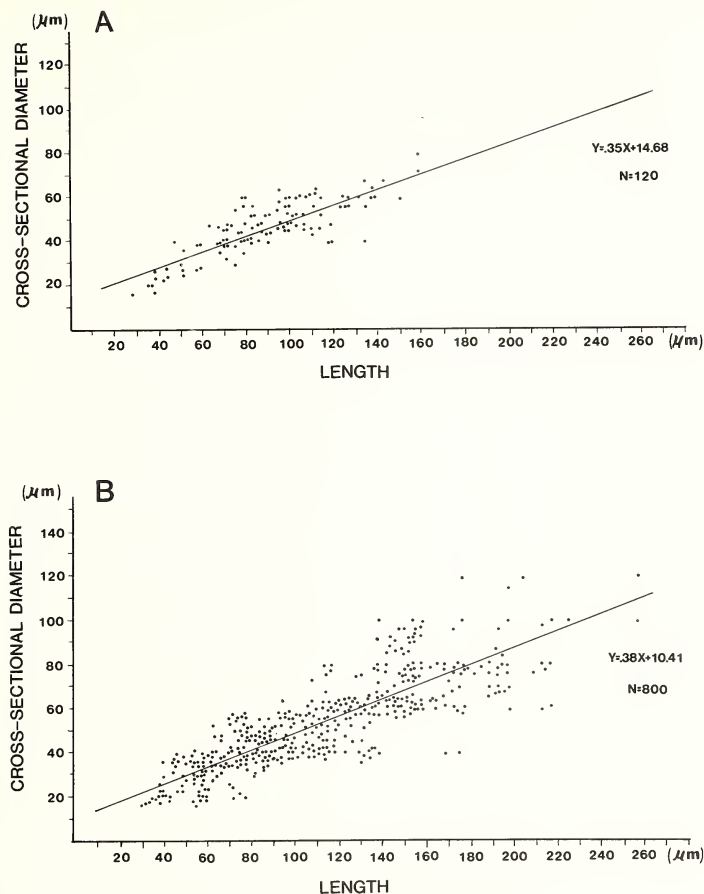 A
(μm)
120
100
80
60
40
20
CROSS-SECTIONAL DIAMETER
Y=.35X+14.68
N=120
20 40 60 80 100 120 140 160 180 200 220 240 260 (μm)
LENGTH
B
(μm)
140
120
100
80
60
40
20
CROSS-SECTIONAL DIAMETER
Y=.38X+10.41
N=800
20 40 60 80 100 120 140 160 180 200 220 240 260 (μm)
LENGTH